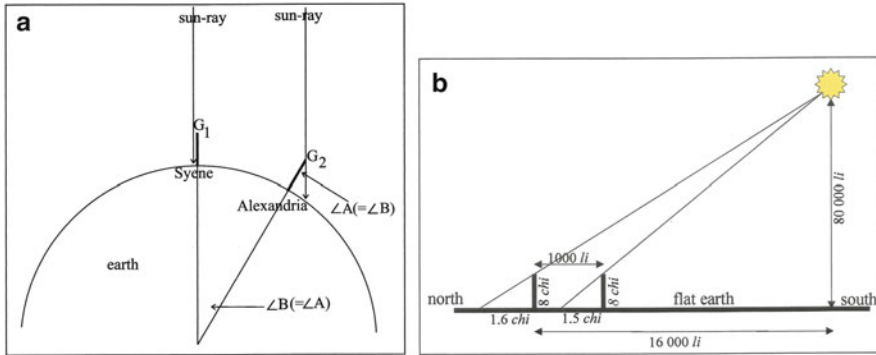 a
sun-ray
sun-ray
G1
Syene
G2
Alexandria
∠A(=∠B)
earth
∠B(=∠A)
b
80 000 li
1000 li
8 chi
8 chi
north
flat earth
south
1.6 chi
1.5 chi
16 000 li